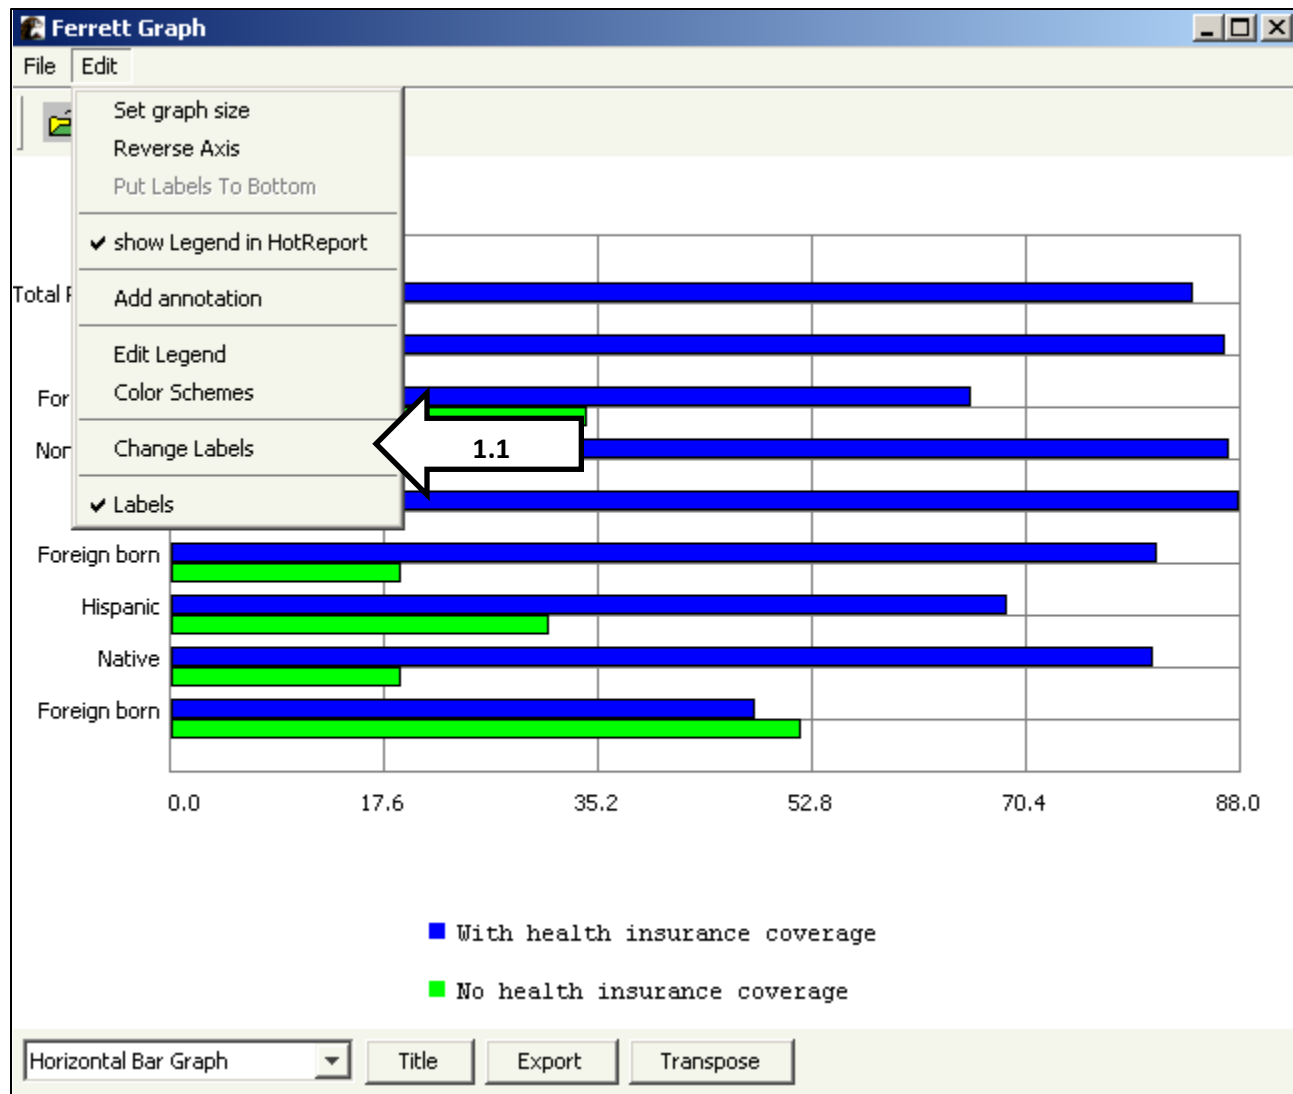 Ferrett Graph
File Edit
Set graph size
Reverse Axis
Put Labels To Bottom
show Legend in HotReport
Total
Add annotation
Edit Legend
For Color Schemes
Change Labels 1.1
Labels
Foreign born
Hispanic
Native
Foreign born
0.0 17.6 35.2 52.8 70.4 88.0
With health insurance coverage
No health insurance coverage
Horizontal Bar Graph Title Export Transpose